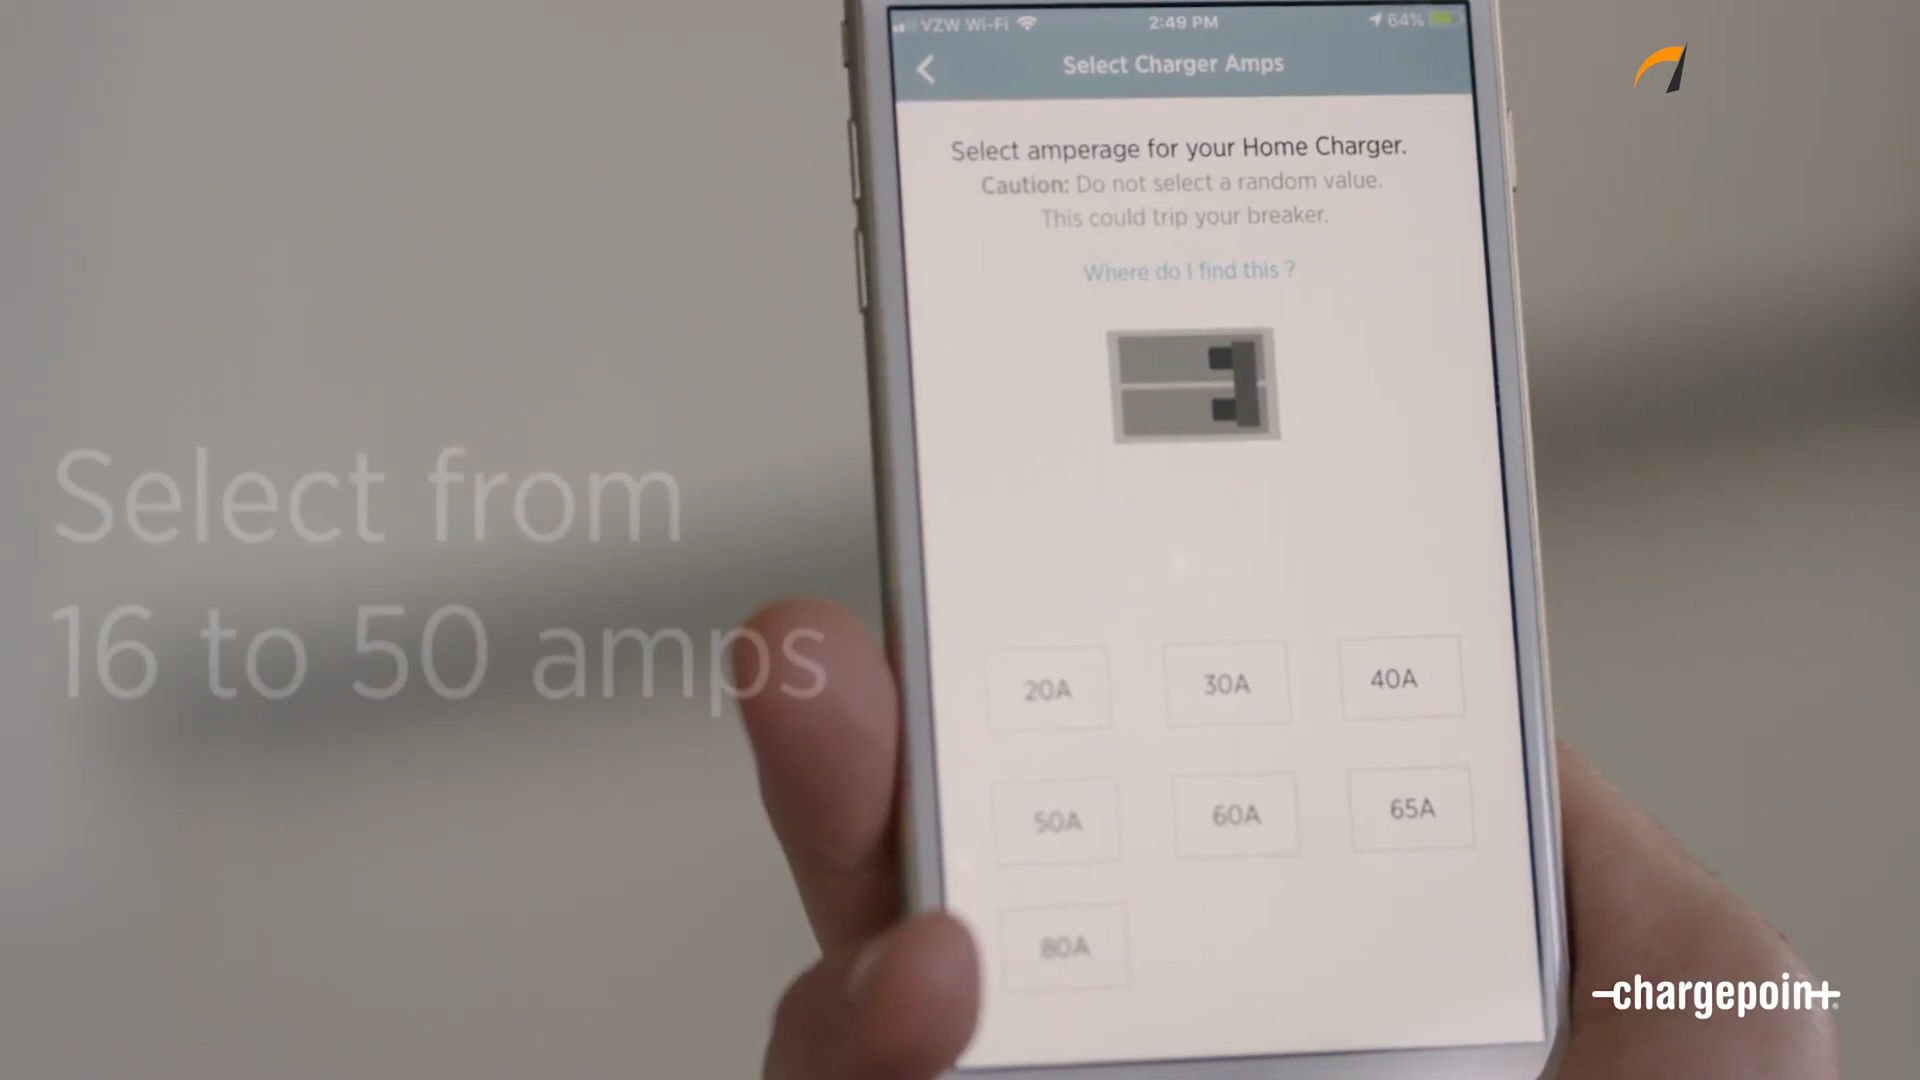 VZW Wi-Fi 2:49 PM 64%
Select Charger Amps
Select amperage for your Home Charger.
Caution: Do not select a random value.
This could trip your breaker.
Where do I find this ?
Select from
16 to 50 amps
20A 30A 40A
50A 60A 65A
80A
-chargepoin+